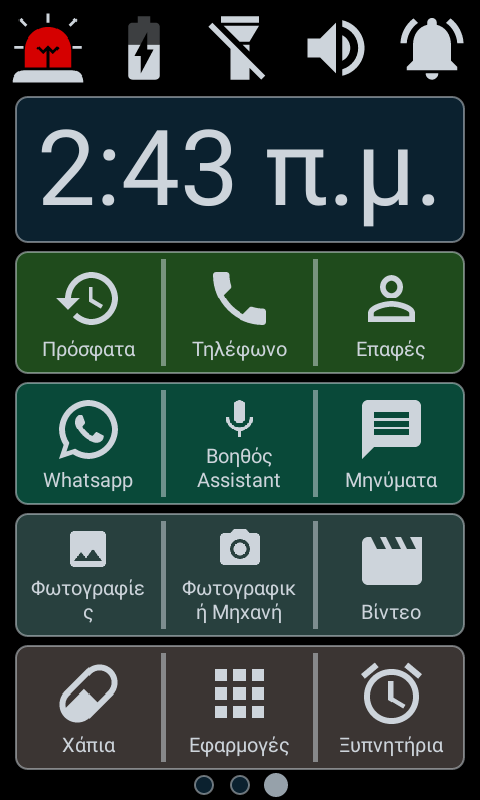 2:43 π.μ.
Πρόσφατα
Τηλέφωνο
Επαφές
Whatsapp
Βοηθός
Assistant
Μηνύματα
Φωτογραφίε
ς
Φωτογραφικ
ή Μηχανή
Βίντεο
Χάπια
Εφαρμογές
Ξυπνητήρια